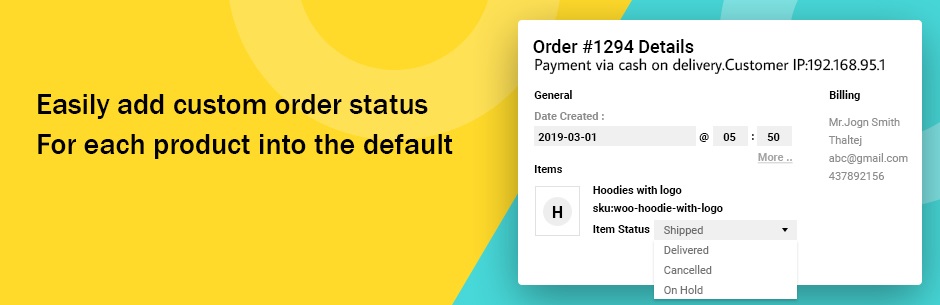 Easily add custom order status
For each product into the default
Order #1294 Details
Payment via cash on delivery.Customer IP:192.168.95.1
General
Date Created :
2019-03-01 @ 05 : 50
More ..
Billing
Mr.Jogn Smith
Thaltej
abc@gmail.com
437892156
Items
H
Hoodies with logo
sku:woo-hoodie-with-logo
Item Status Shipped
Delivered
Cancelled
On Hold